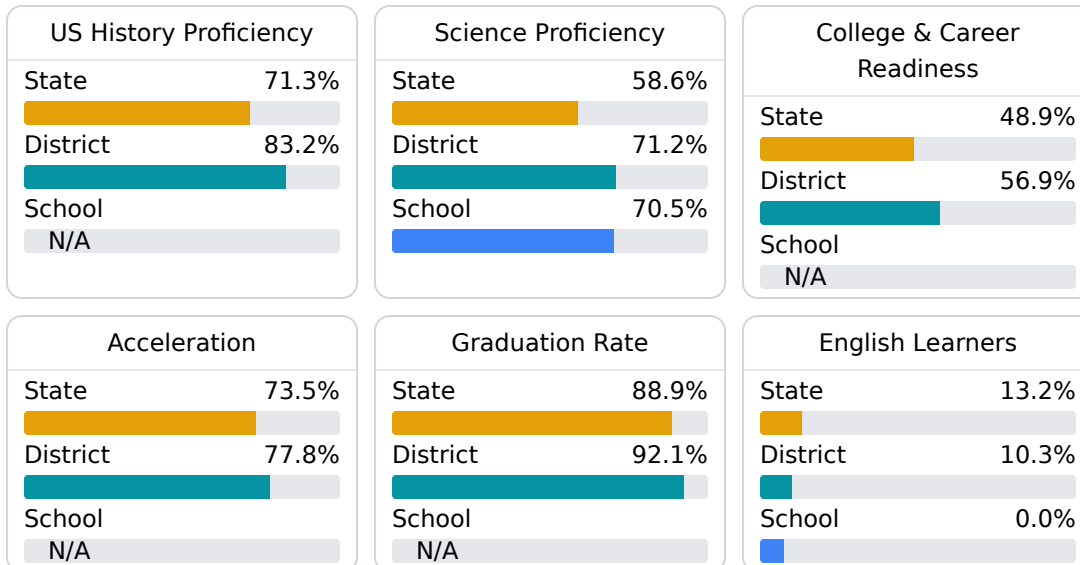 US History Proficiency
State 71.3%
District 83.2%
School
N/A
Science Proficiency
State 58.6%
District 71.2%
School 70.5%
College & Career
Readiness
State 48.9%
District 56.9%
School
N/A
Acceleration
State 73.5%
District 77.8%
School
N/A
Graduation Rate
State 88.9%
District 92.1%
School
N/A
English Learners
State 13.2%
District 10.3%
School 0.0%